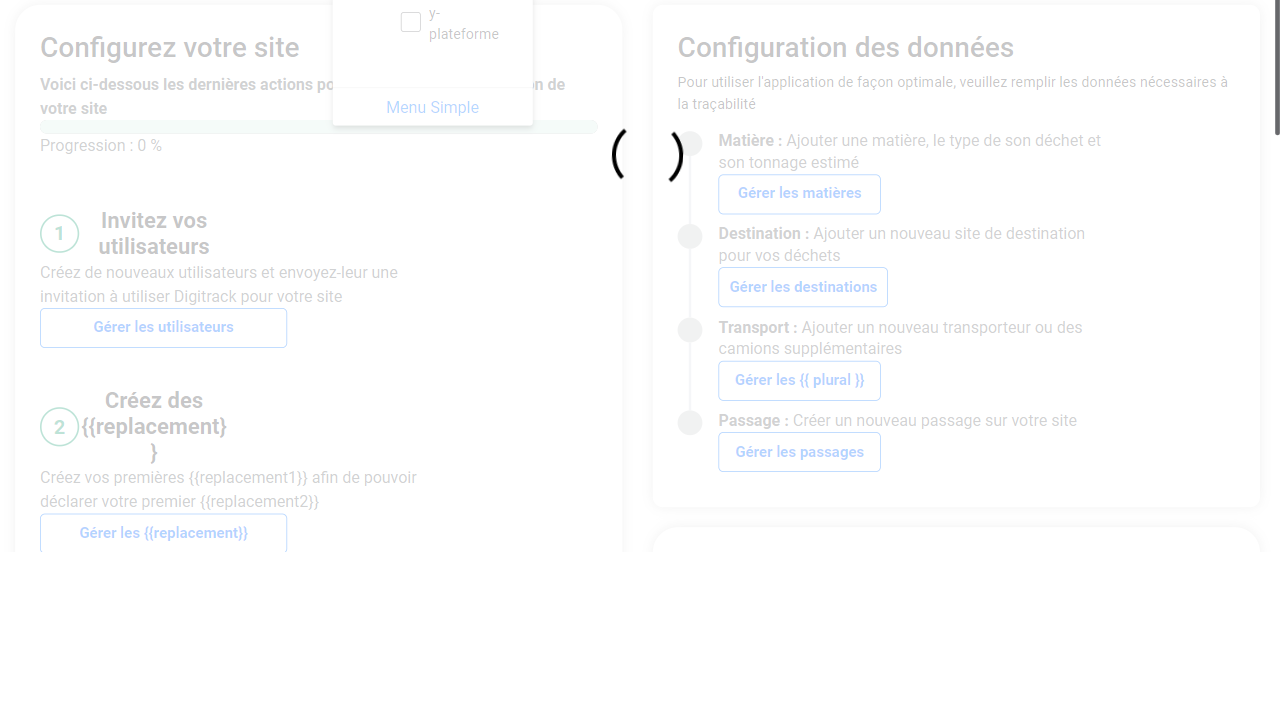 y-
plateforme
Menu Simple
Configurez votre site
Voici ci-dessous les dernières actions po
n de
votre site
Progression : 0 %
1
Invitez vos
utilisateurs
Créez de nouveaux utilisateurs et envoyez-leur une
invitation à utiliser Digitrack pour votre site
Gérer les utilisateurs
2
Créez des
{{replacement}
}
Créez vos premières {{replacement1}} afin de pouvoir
déclarer votre premier {{replacement2}}
Gérer les {{replacement}}
Configuration des données
Pour utiliser l'application de façon optimale, veuillez remplir les données nécessaires à
la traçabilité
Matière : Ajouter une matière, le type de son déchet et
son tonnage estimé
Gérer les matières
Destination : Ajouter un nouveau site de destination
pour vos déchets
Gérer les destinations
Transport : Ajouter un nouveau transporteur ou des
camions supplémentaires
Gérer les {{ plural }}
Passage : Créer un nouveau passage sur votre site
Gérer les passages